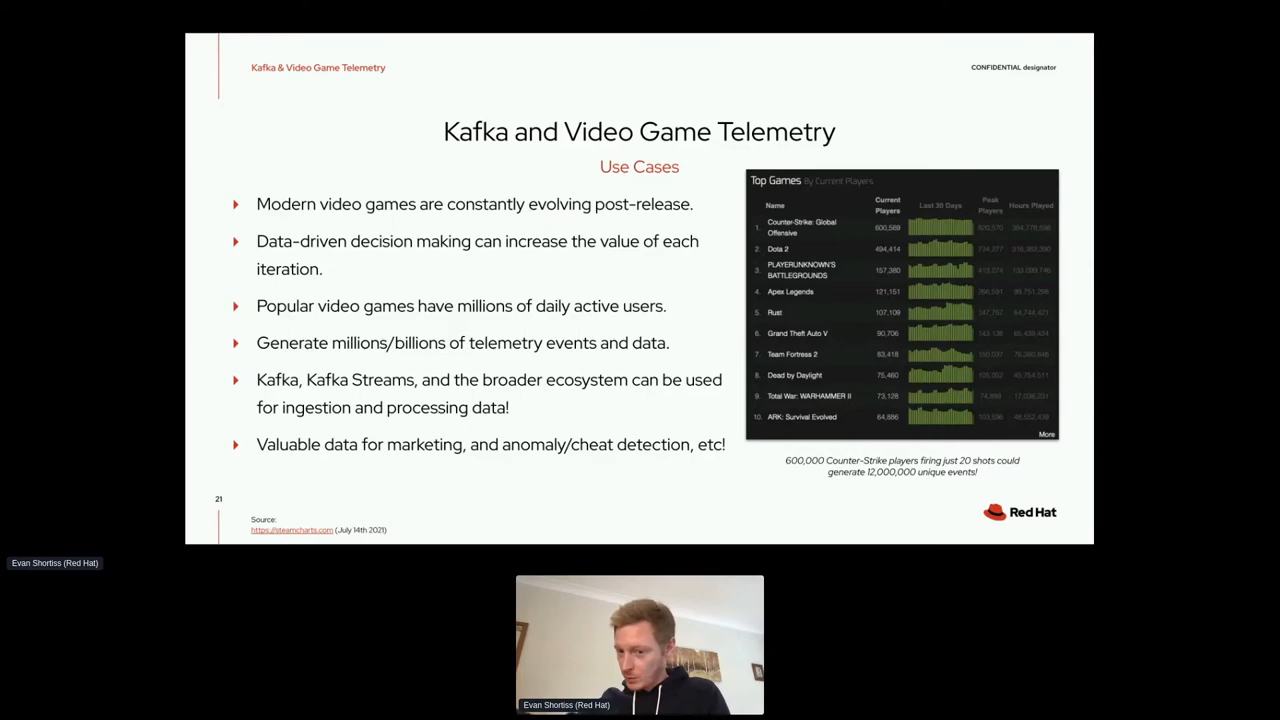 Kafka & Video Game Telemetry
CONFIDENTIAL designator
Kafka and Video Game Telemetry
Use Cases
Modern video games are constantly evolving post-release.
Data-driven decision making can increase the value of each
iteration.
Popular video games have millions of daily active users.
Generate millions/billions of telemetry events and data.
Kafka, Kafka Streams, and the broader ecosystem can be used
for ingestion and processing data!
Valuable data for marketing, and anomaly/cheat detection, etc!
Top Games By Current Players
Name Current Players Last 30 Days Peak Players Hours Played
1. Counter-Strike: Global Offensive 600,569
2. Dota 2 494,414
3. PLAYERUNKNOWN'S BATTLEGROUNDS 157,380
4. Apex Legends 121,151
5. Rust 107,109
6. Grand Theft Auto V 90,706
7. Team Fortress 2 83,418
8. Dead by Daylight 75,460
9. Total War: WARHAMMER II 73,128
10. ARK: Survival Evolved 64,886
More
600,000 Counter-Strike players firing just 20 shots could
generate 12,000,000 unique events!
21
Source:
https://steamcharts.com (July 14th 2021)
Red Hat
Evan Shortiss (Red Hat)
Evan Shortiss (Red Hat)